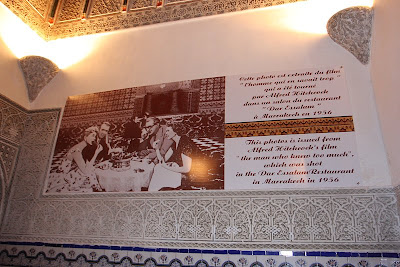 Cette photo est extraite du film
"l'homme qui en savait trop"
qui a été tourné
par Alfred Hitchcock
dans un salon du restaurant
"Dar Essalam"
à Marrakech en 1956
This photos is issued from
Alfred Hitchcock's film
"the man who knew too much",
which was shot
in the Dar Essalam Restaurant
in Marrakech in 1956